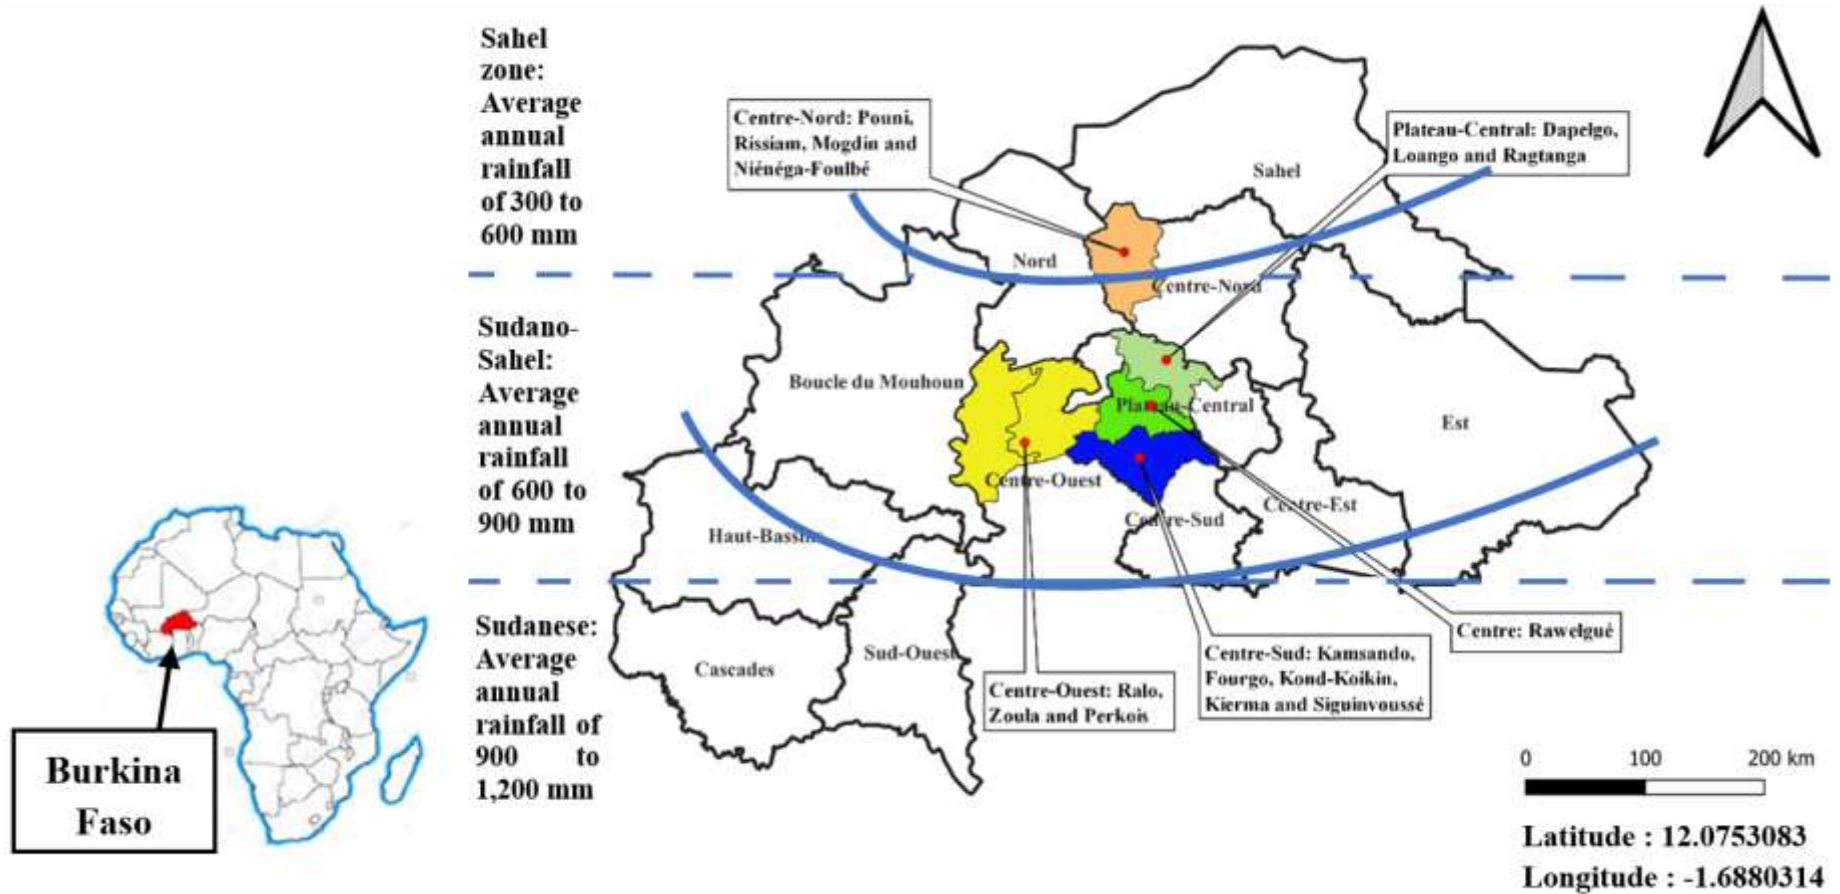 Sahel
zone:
Average
annual
rainfall
of 300 to
600 mm
Sudano-
Sahel:
Average
annual
rainfall
of 600 to
900 mm
Sudanese:
Average
annual
rainfall of
900 to
1,200 mm
Centre-Nord: Pouni,
Rissiam, Mogdin and
Niénéga-Foulbé
Plateau-Central: Dapelgo,
Loango and Ragtanga
Sahel
Nord
Centre-Nord
Boucle du Mouhoun
Plateau-Central
Est
Centre-Ouest
Centre-Est
Centre-Sud
Haut-Bassins
Cascades
Sud-Ouest
Centre: Rawelgué
Centre-Sud: Kamsando,
Fourgo, Kond-Koikin,
Kierma and Siguinvoussé
Centre-Ouest: Ralo,
Zoula and Perkois
Burkina
Faso
0 100 200 km
Latitude : 12.0753083
Longitude : -1.6880314